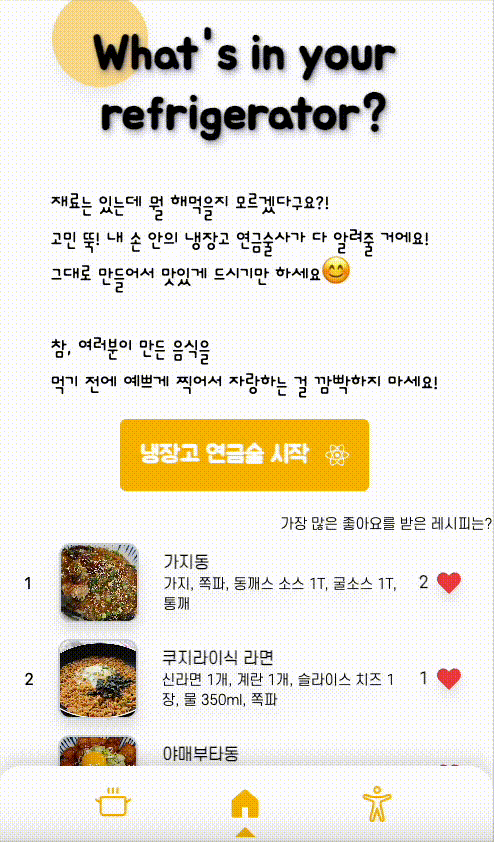 What's in your
refrigerator?
재료는 있는데 뭘 해먹을지 모르겠다구요?!
고민 뚝! 내 손 안의 냉장고 연금술사가 다 알려줄 거에요!
그대로 만들어서 맛있게 드시기만 하세요😊
참, 여러분이 만든 음식을
먹기 전에 예쁘게 찍어서 자랑하는 걸 깜빡하지 마세요!
냉장고 연금술 시작
가장 많은 좋아요를 받은 레시피는?
가지동
1 가지, 쪽파, 동깨스 소스 1T, 굴소스 1T, 2
통깨
쿠지라이식 라면
2 신라면 1개, 계란 1개, 슬라이스 치즈 1 1
장, 물 350ml, 쪽파
야매부타동